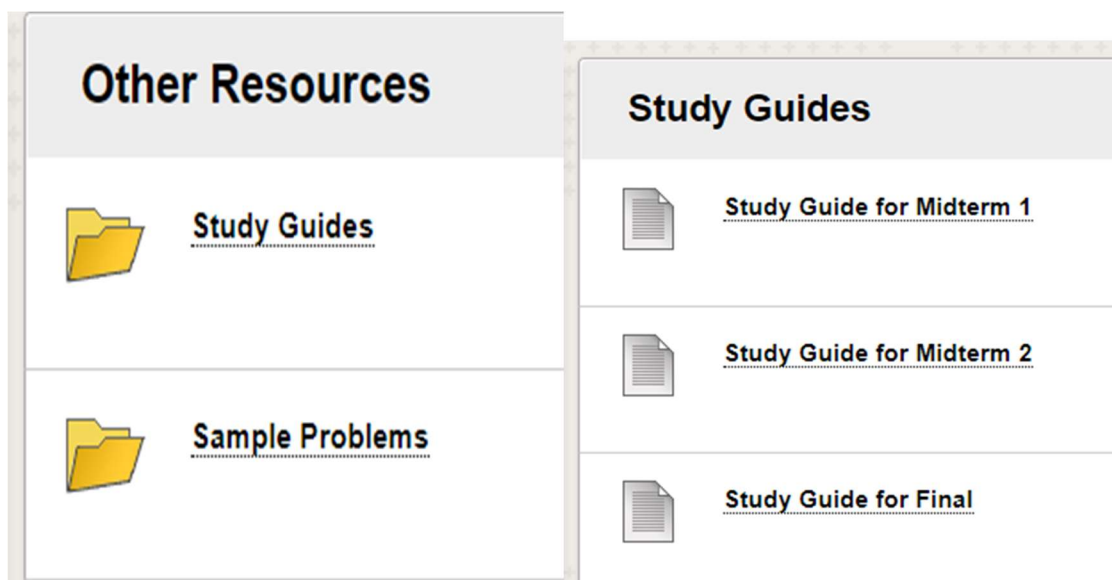 Other Resources
Study Guides
Sample Problems
Study Guides
Study Guide for Midterm 1
Study Guide for Midterm 2
Study Guide for Final